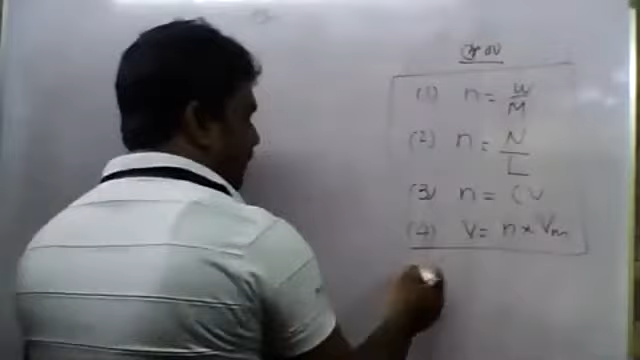 (1) n = W/M
(2) n = N/L
(3) n = CV
(4) V = n × Vm